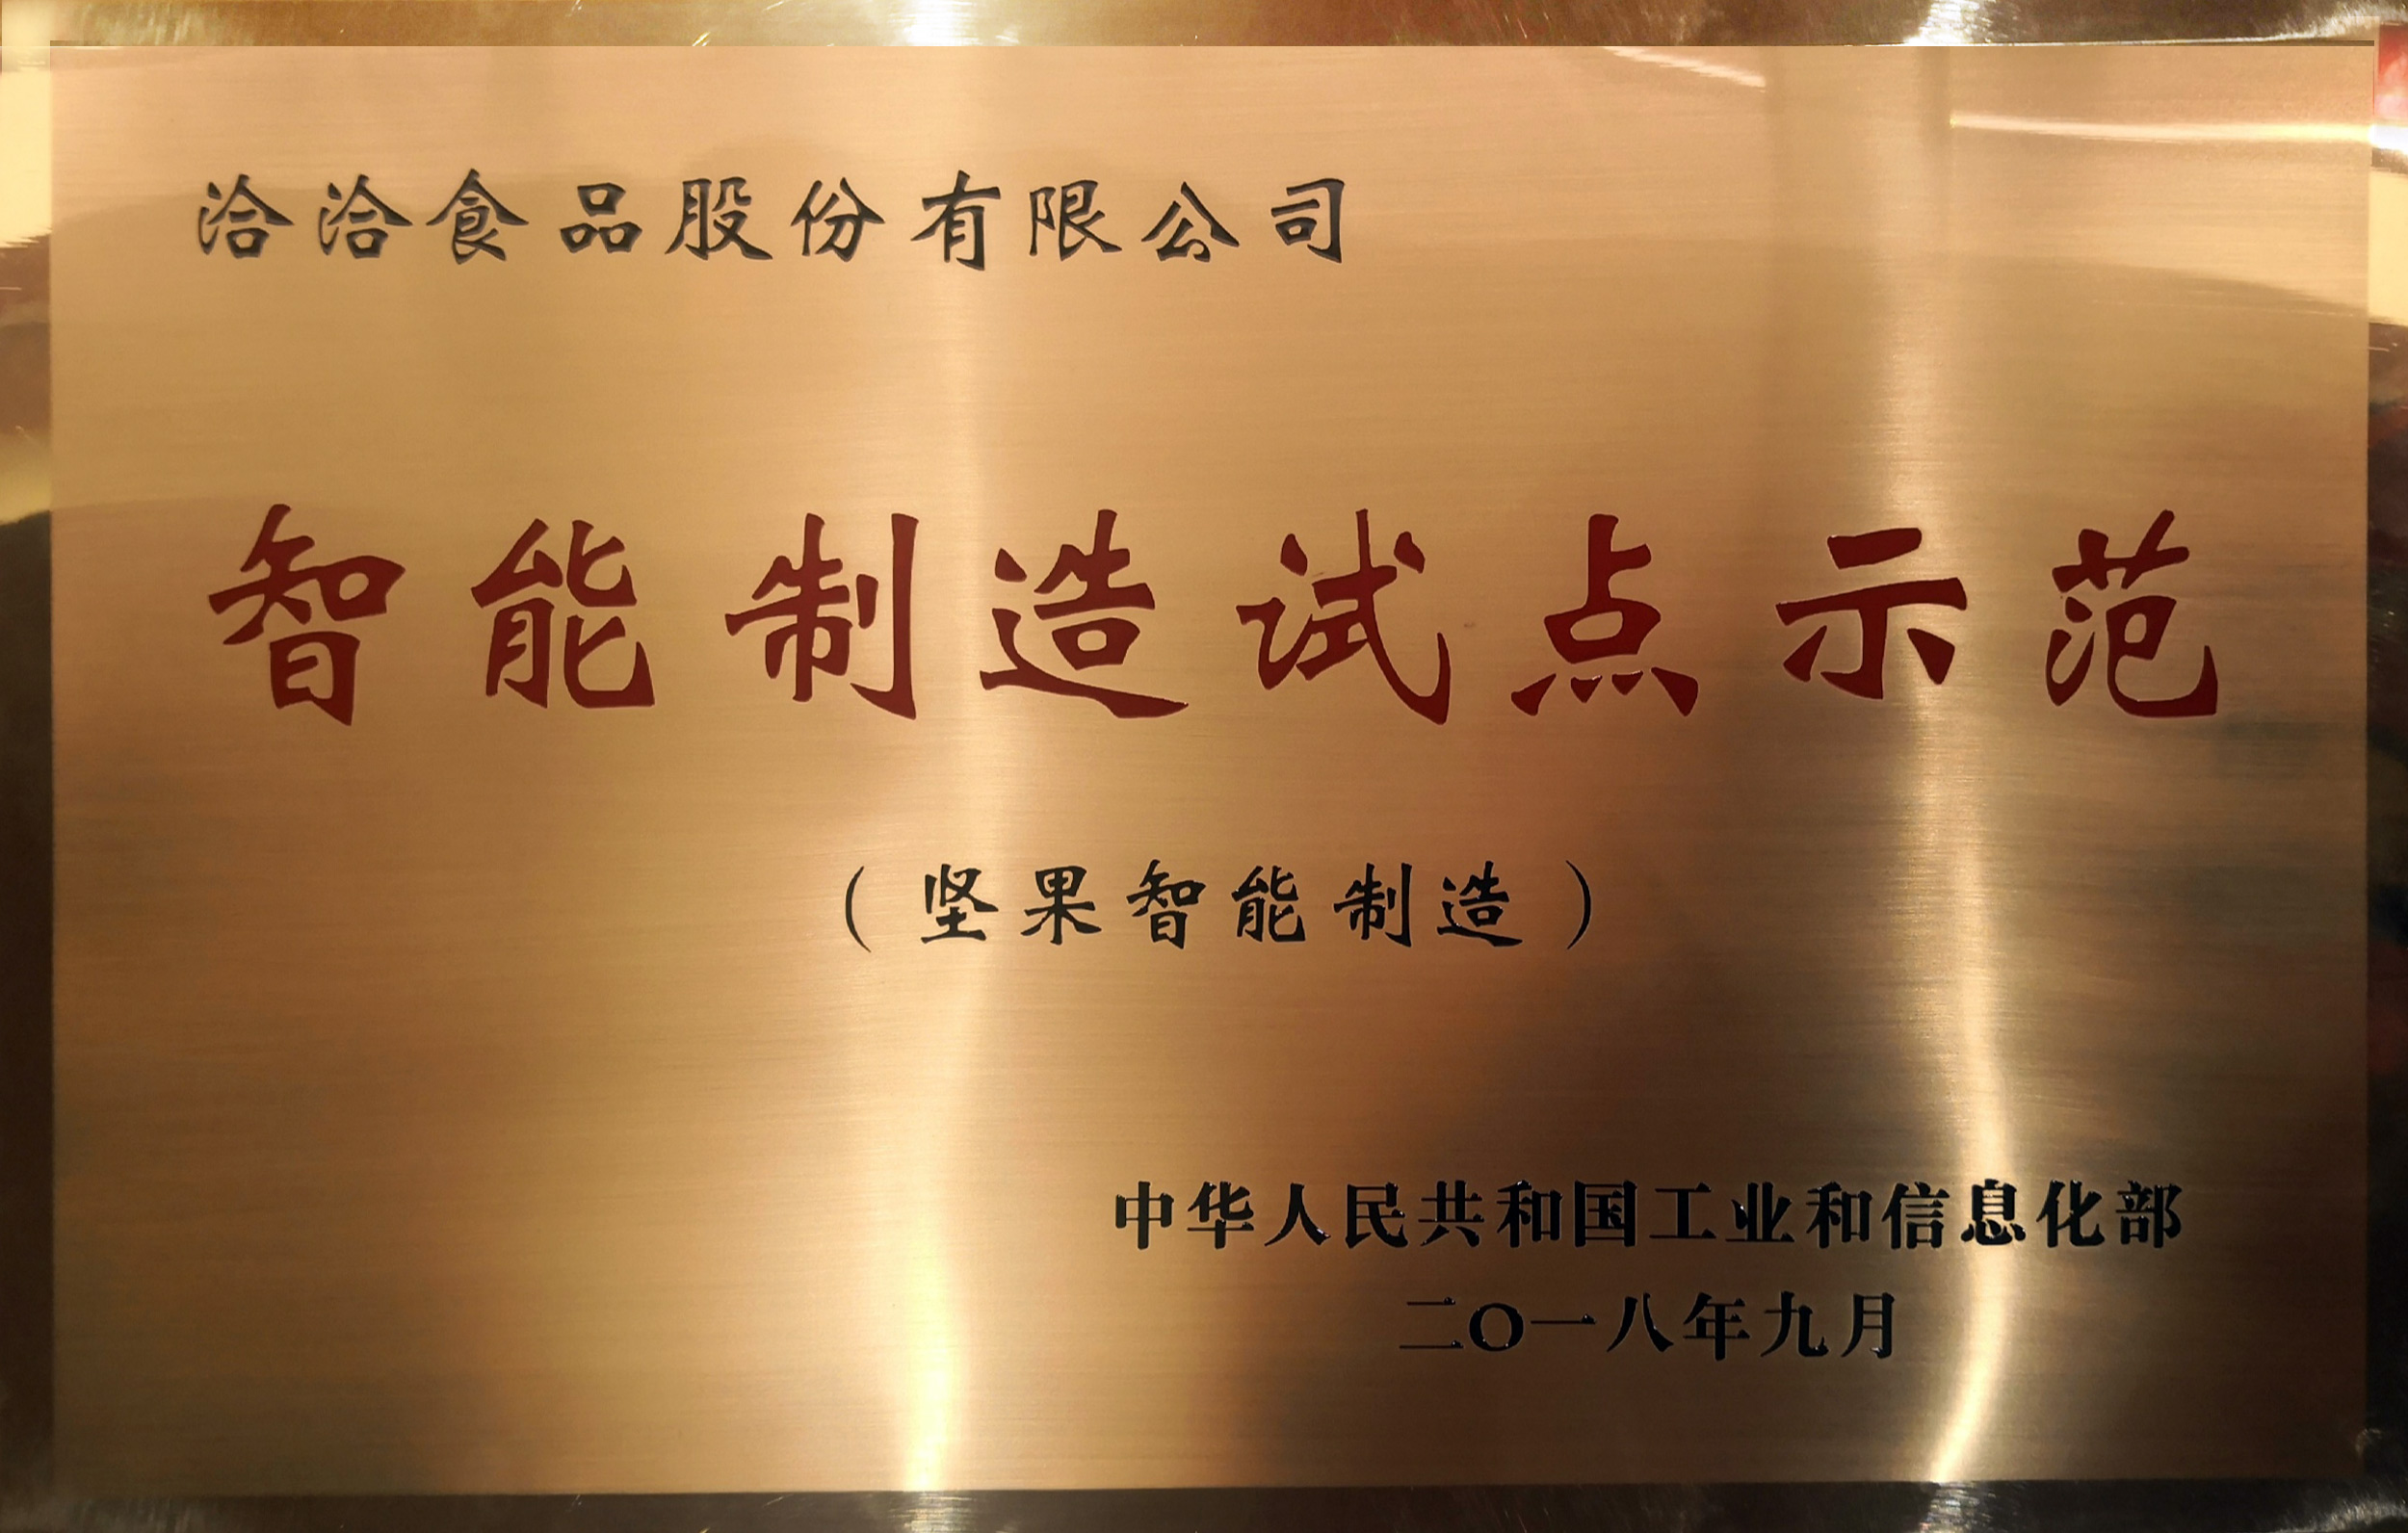 洽洽食品股份有限公司
智能制造试点示范
（坚果智能制造）
中华人民共和国工业和信息化部
二〇一八年九月